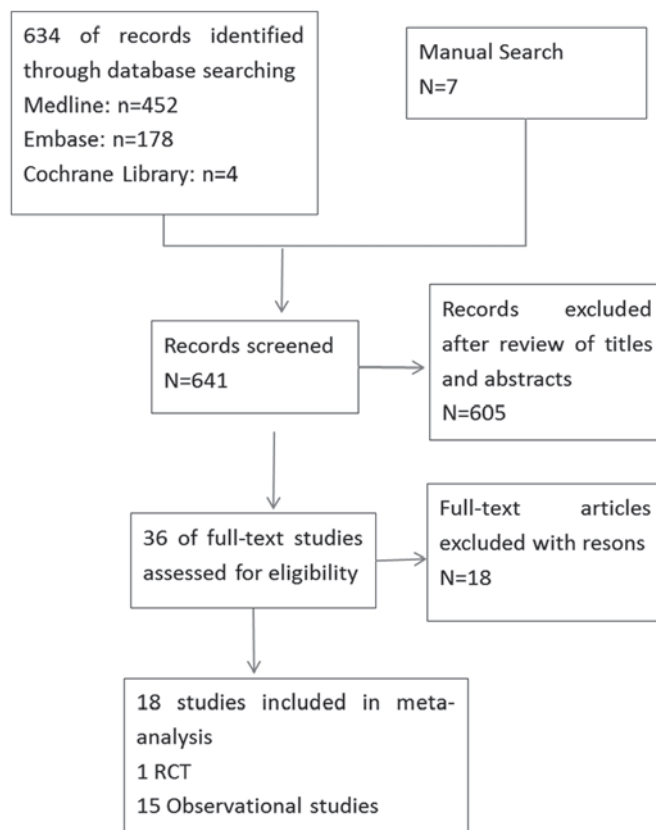 634 of records identified
through database searching
Medline: n=452
Embase: n=178
Cochrane Library: n=4
Manual Search
N=7
Records screened
N=641
Records excluded
after review of titles
and abstracts
N=605
36 of full-text studies
assessed for eligibility
Full-text articles
excluded with resons
N=18
18 studies included in meta-
analysis
1 RCT
15 Observational studies